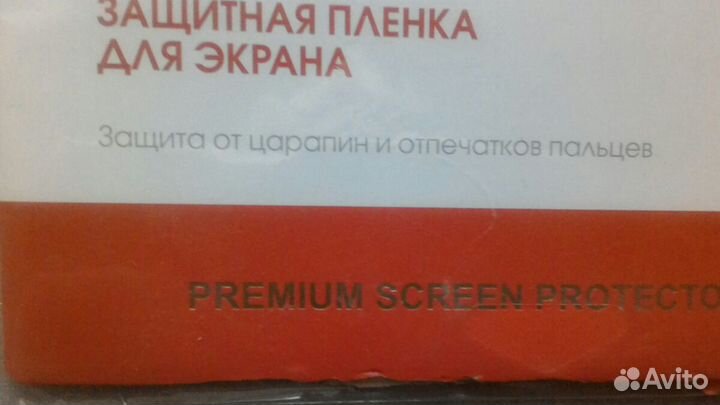 ЗАЩИТНАЯ ПЛЕНКА
ДЛЯ ЭКРАНА
Защита от царапин и отпечатков пальцев
PREMIUM SCREEN PROTECTO
Avito